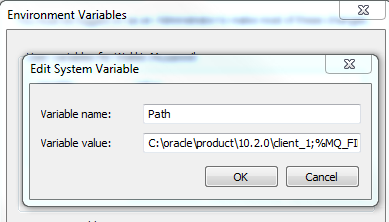 Environment Variables
Edit System Variable
Variable name:
Path
Variable value:
C:\oracle\product\10.2.0\client_1;%MQ_FI
OK
Cancel